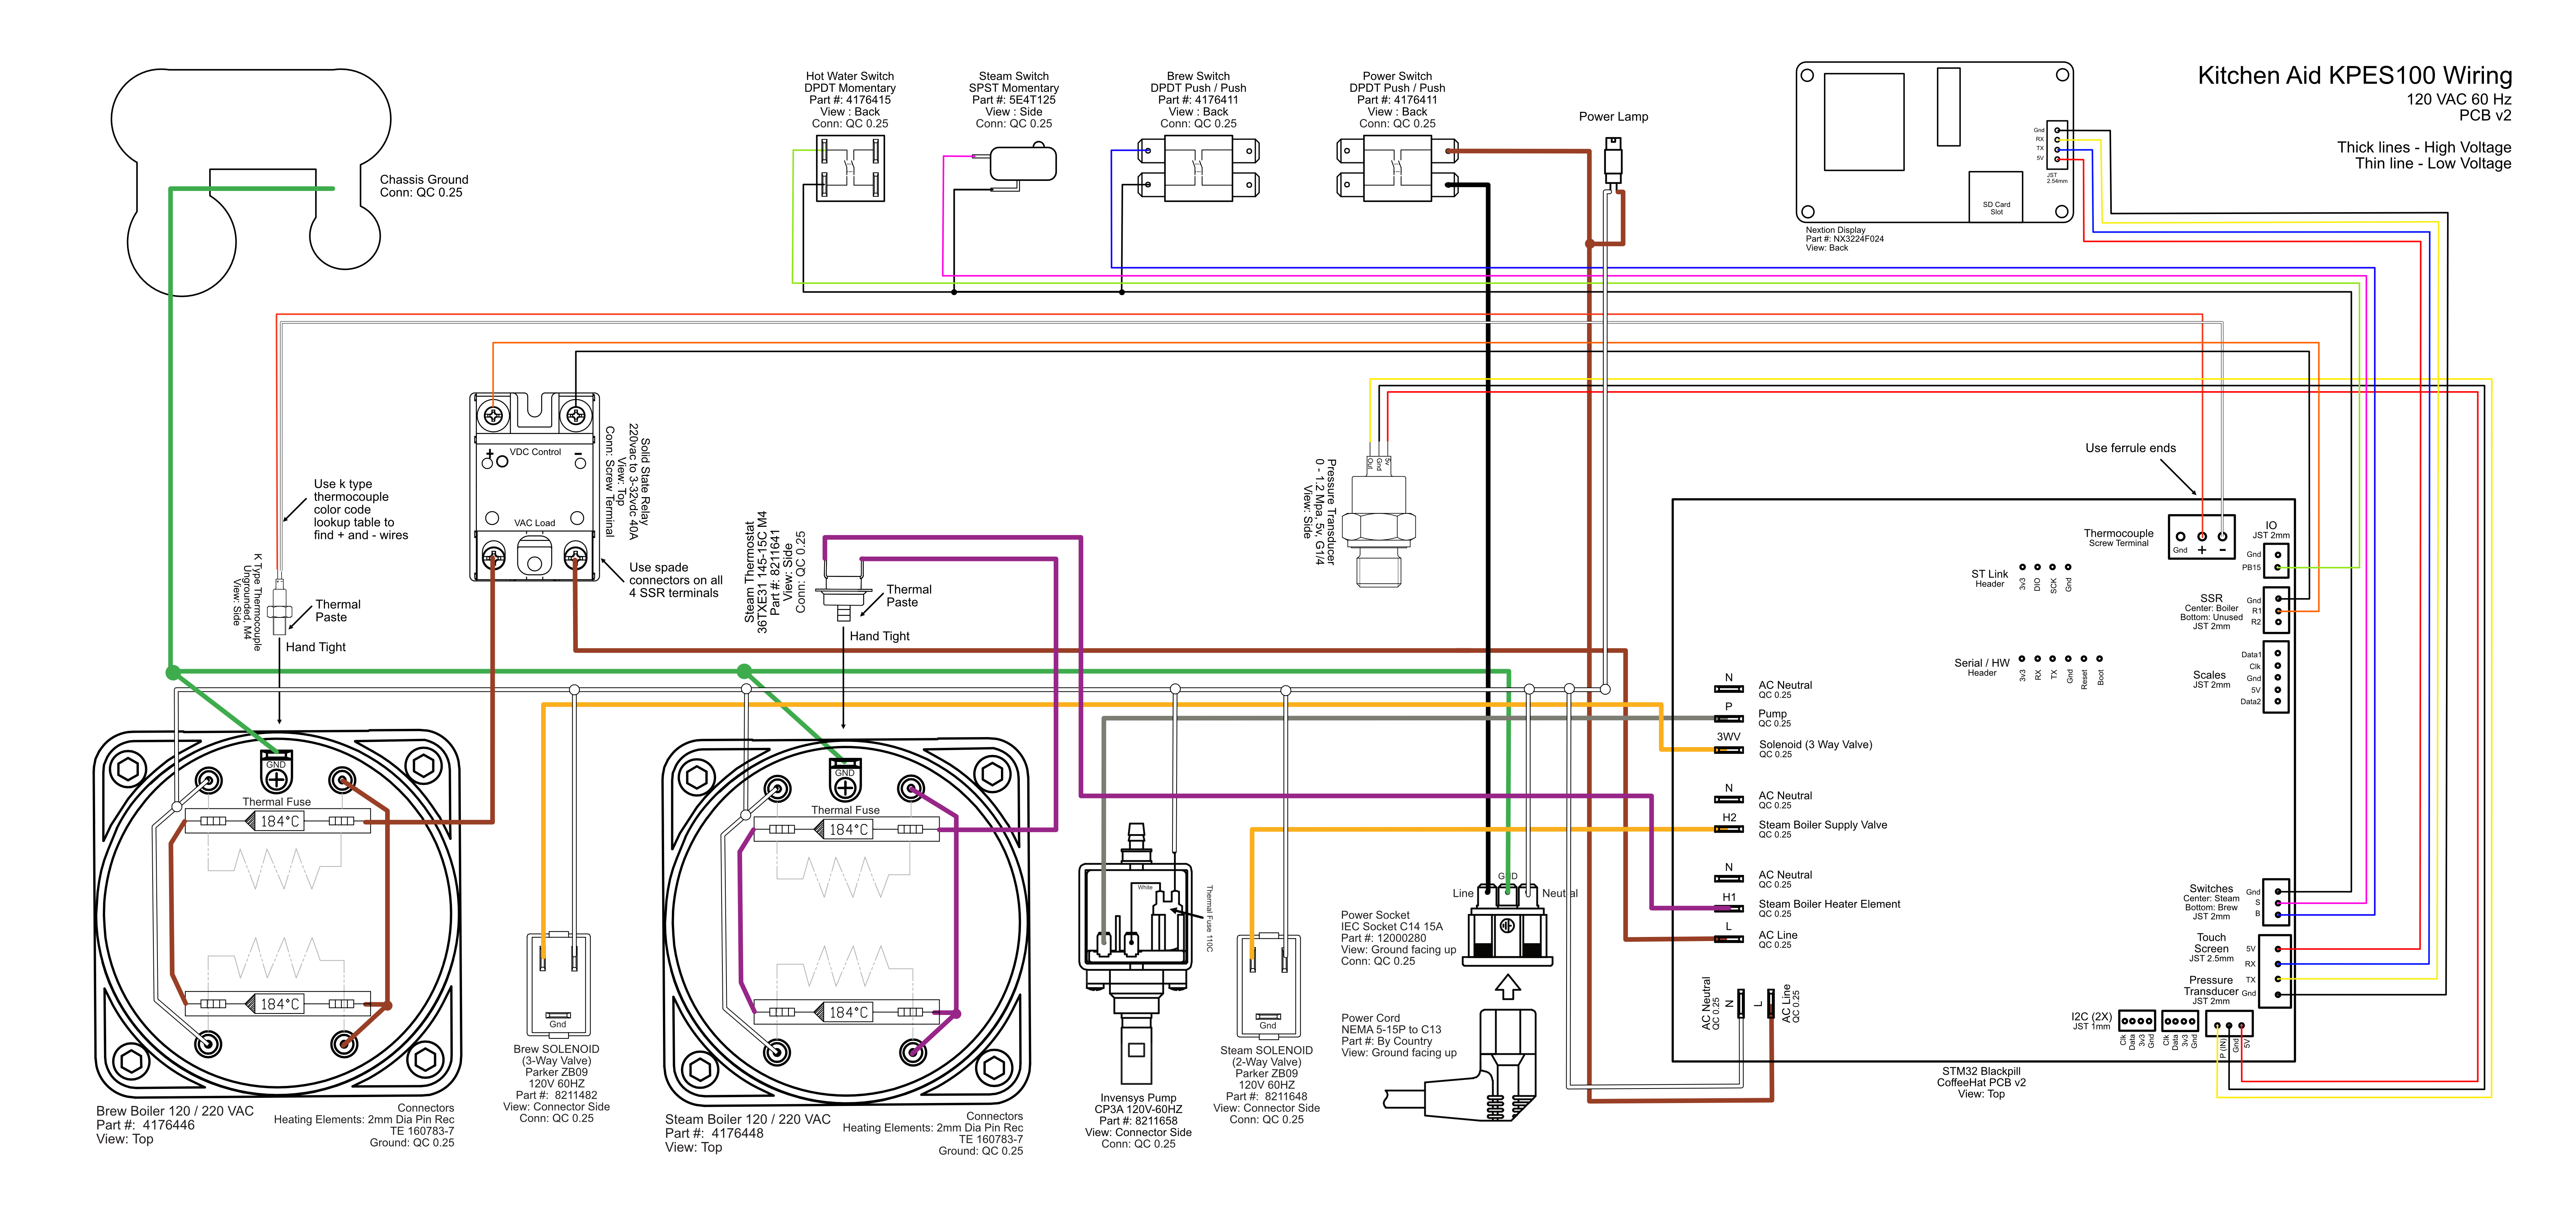 Kitchen Aid KPES100 Wiring
120 VAC 60 Hz
PCB v2
Thick lines - High Voltage
Thin line - Low Voltage
Hot Water Switch
DPDT Momentary
Part #: 4176415
View : Back
Conn: QC 0.25
Steam Switch
SPST Momentary
Part #: 5E4T125
View : Side
Conn: QC 0.25
Brew Switch
DPDT Push / Push
Part #: 4176411
View : Back
Conn: QC 0.25
Power Switch
DPDT Push / Push
Part #: 4176411
View : Back
Conn: QC 0.25
Power Lamp
Gnd
RX
TX
5V
JST
2.54mm
SD Card
Slot
Nextion Display
Part #: NX3224F024
View: Back
Chassis Ground
Conn: QC 0.25
Use k type
thermocouple
color code
lookup table to
find + and - wires
K Type Thermocouple
Ungrounded, M4
View: Side
Thermal
Paste
Hand Tight
+
VDC Control
-
VAC Load
Solid State Relay
220vac to 3-32vdc 40A
View: Top
Conn: Screw Terminal
Use spade
connectors on all
4 SSR terminals
Steam Thermostat
36TXE31 145-15C M4
Part #: 8211641
View: Side
Conn: QC 0.25
Thermal
Paste
Hand Tight
Out
Gnd
5v
Pressure Transducer
0 - 1.2 Mpa, 5v, G1/4
View: Side
Use ferrule ends
Thermocouple
Screw Terminal
Gnd
+
-
IO
JST 2mm
Gnd
PB15
ST Link
Header
3v3
DIO
SCK
Gnd
SSR
Center: Boiler
Bottom: Unused
JST 2mm
Gnd
R1
R2
Serial / HW
Header
3v3
RX
TX
Gnd
Reset
Boot
Scales
JST 2mm
Data1
Clk
Gnd
5V
Data2
N
AC Neutral
QC 0.25
P
Pump
QC 0.25
3WV
Solenoid (3 Way Valve)
QC 0.25
N
AC Neutral
QC 0.25
H2
Steam Boiler Supply Valve
QC 0.25
N
AC Neutral
QC 0.25
H1
Steam Boiler Heater Element
QC 0.25
L
AC Line
QC 0.25
AC Neutral
QC 0.25
N
L
AC Line
QC 0.25
Switches
Center: Steam
Bottom: Brew
JST 2mm
Gnd
S
B
Touch
Screen
JST 2.5mm
5V
RX
TX
Gnd
Pressure
Transducer
JST 2mm
I2C (2X)
JST 1mm
Clk
Data
3v3
Gnd
Clk
Data
3v3
Gnd
P (IN)
Gnd
5V
STM32 Blackpill
CoffeeHat PCB v2
View: Top
GND
Thermal Fuse
184°C
184°C
Brew Boiler 120 / 220 VAC
Part #: 4176446
View: Top
Connectors
Heating Elements: 2mm Dia Pin Rec
TE 160783-7
Ground: QC 0.25
Gnd
Brew SOLENOID
(3-Way Valve)
Parker ZB09
120V 60HZ
Part #: 8211482
View: Connector Side
Conn: QC 0.25
GND
Thermal Fuse
184°C
184°C
Steam Boiler 120 / 220 VAC
Part #: 4176448
View: Top
Connectors
Heating Elements: 2mm Dia Pin Rec
TE 160783-7
Ground: QC 0.25
White
Thermal Fuse 110C
Invensys Pump
CP3A 120V-60HZ
Part #: 8211658
View: Connector Side
Conn: QC 0.25
Gnd
Steam SOLENOID
(2-Way Valve)
Parker ZB09
120V 60HZ
Part #: 8211648
View: Connector Side
Conn: QC 0.25
Line
GND
Neutral
Power Socket
IEC Socket C14 15A
Part #: 12000280
View: Ground facing up
Conn: QC 0.25
Power Cord
NEMA 5-15P to C13
Part #: By Country
View: Ground facing up